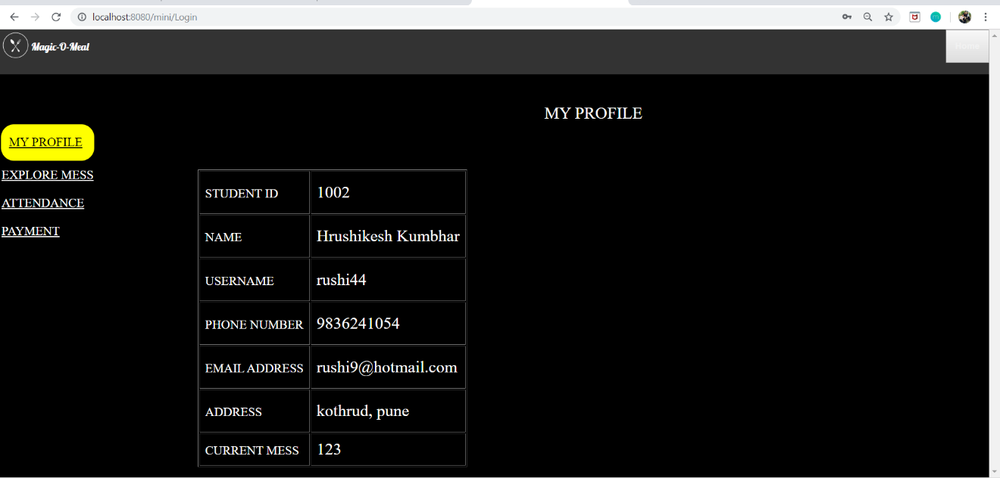 localhost:8080/mini/Login
Magic-O-Meal
Home
MY PROFILE
MY PROFILE
EXPLORE MESS
ATTENDANCE
PAYMENT
STUDENT ID 1002
NAME Hrushikesh Kumbhar
USERNAME rushi44
PHONE NUMBER 9836241054
EMAIL ADDRESS rushi9@hotmail.com
ADDRESS kothrud, pune
CURRENT MESS 123